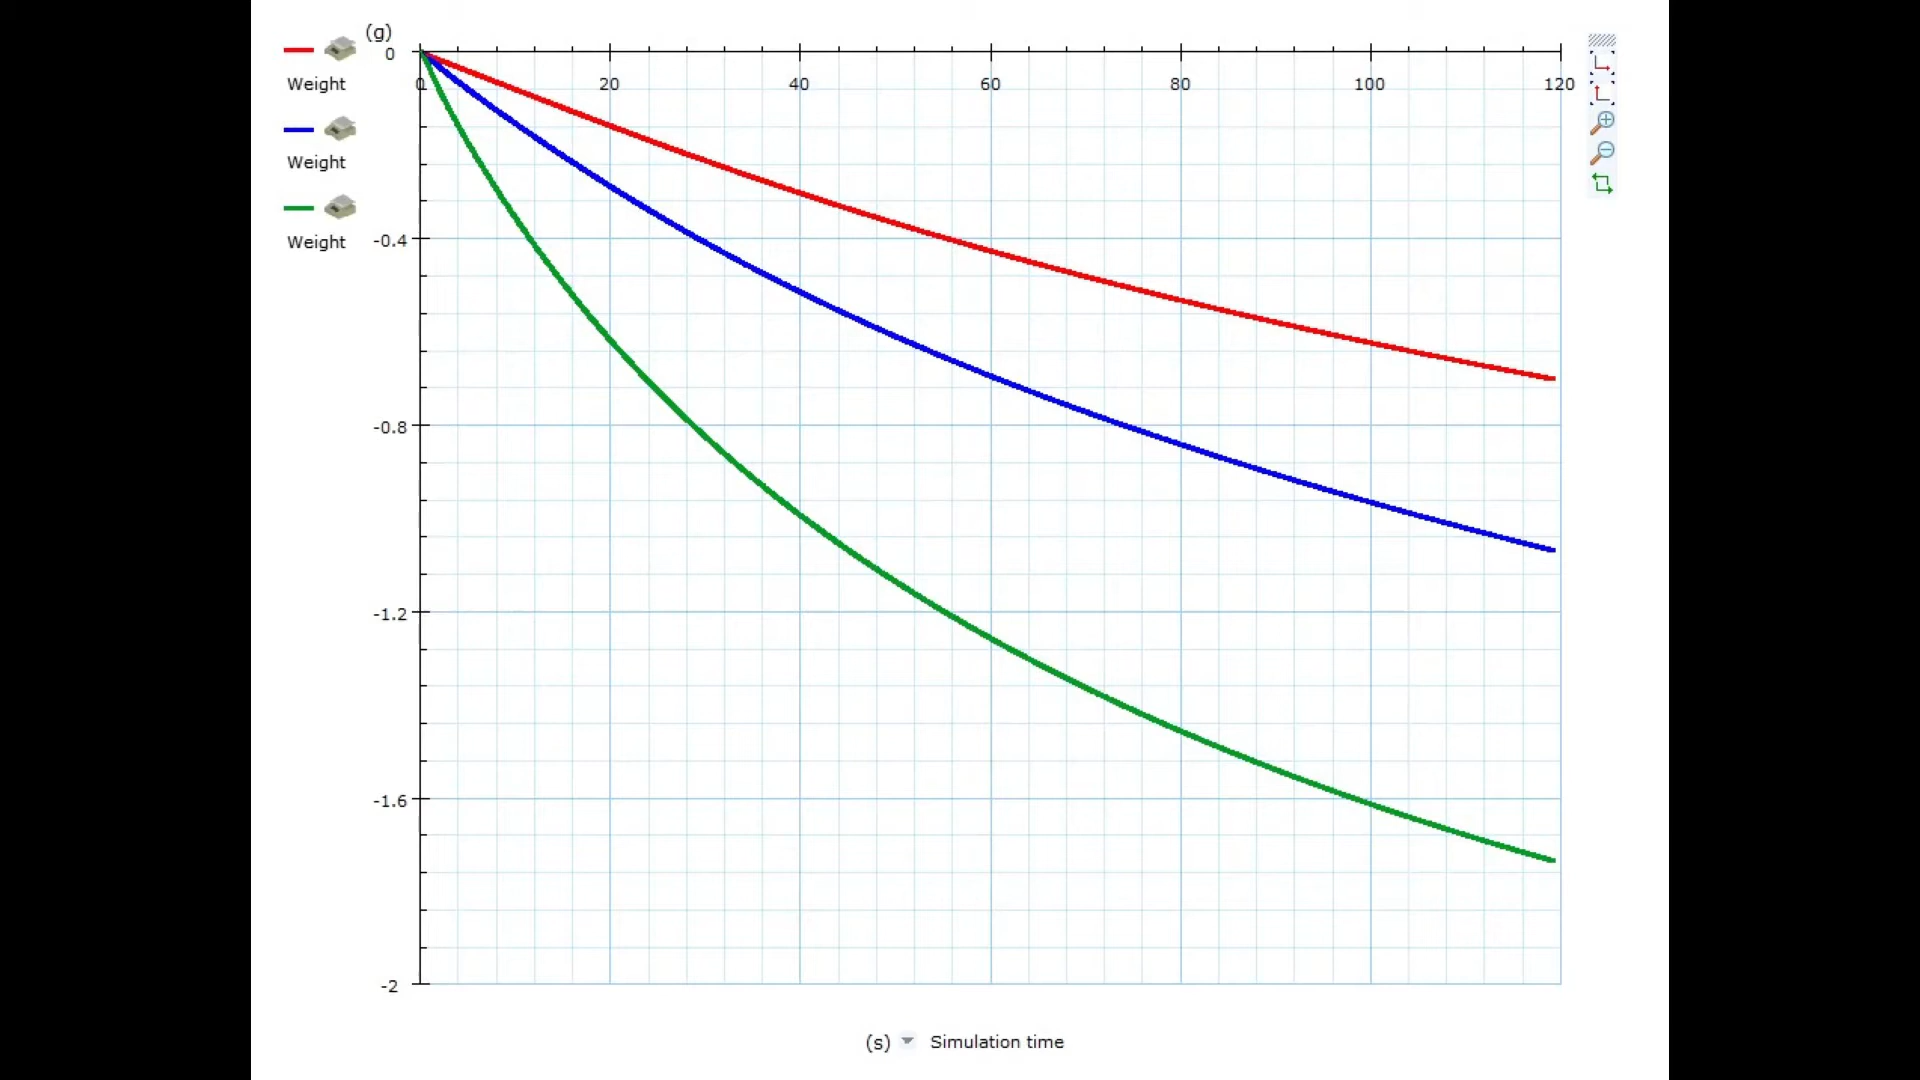 (g)
0
Weight
0 20 40 60 80 100 120
Weight
Weight
-0.4
-0.8
-1.2
-1.6
-2
(s) Simulation time